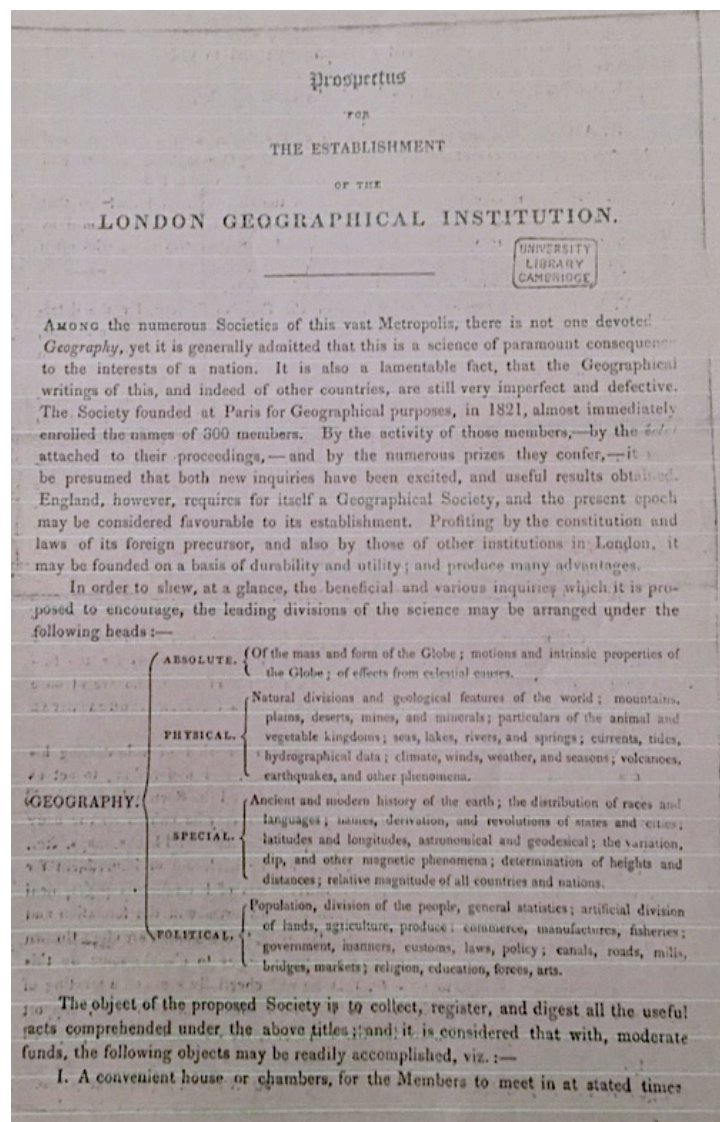 Prospectus
FOR
THE ESTABLISHMENT
OF THE
LONDON GEOGRAPHICAL INSTITUTION.
UNIVERSITY
LIBRARY
CAMBRIDGE
AMONG the numerous Societies of this vast Metropolis, there is not one devoted
Geography, yet it is generally admitted that this is a science of paramount consequence
to the interests of a nation. It is also a lamentable fact, that the Geographical
writings of this, and indeed of other countries, are still very imperfect and defective.
The Society founded at Paris for Geographical purposes, in 1821, almost immediately
enrolled the names of 300 members. By the activity of those members,—by the
attached to their proceedings,—and by the numerous prizes they confer,—it
be presumed that both new inquiries have been excited, and useful results obtained.
England, however, requires for itself a Geographical Society, and the present epoch
may be considered favourable to its establishment. Profiting by the constitution and
laws of its foreign precursor, and also by those of other institutions in London, it
may be founded on a basis of durability and utility; and produce many advantages.
In order to shew, at a glance, the beneficial and various inquiries which it is pro-
posed to encourage, the leading divisions of the science may be arranged under the
following heads:—
GEOGRAPHY.
ABSOLUTE. Of the mass and form of the Globe; motions and intrinsic properties of
the Globe; of effects from celestial causes.
PHYSICAL. Natural divisions and geological features of the world; mountains,
plains, deserts, mines, and minerals; particulars of the animal and
vegetable kingdoms; seas, lakes, rivers, and springs; currents, tides,
hydrographical data; climate, winds, weather, and seasons; volcanoes,
earthquakes, and other phenomena.
SPECIAL. Ancient and modern history of the earth; the distribution of races and
languages; names, derivation, and revolutions of states and cities;
latitudes and longitudes, astronomical and geodesical; the variation,
dip, and other magnetic phenomena; determination of heights and
distances; relative magnitude of all countries and nations.
POLITICAL. Population, division of the people, general statistics; artificial division
of lands, agriculture, produce: commerce, manufactures, fisheries;
government, manners, customs, laws, policy; canals, roads, mills,
bridges, markets; religion, education, forces, arts.
The object of the proposed Society is to collect, register, and digest all the useful
facts comprehended under the above titles; and it is considered that with, moderate
funds, the following objects may be readily accomplished, viz.:—
I. A convenient house or chambers, for the Members to meet in at stated times